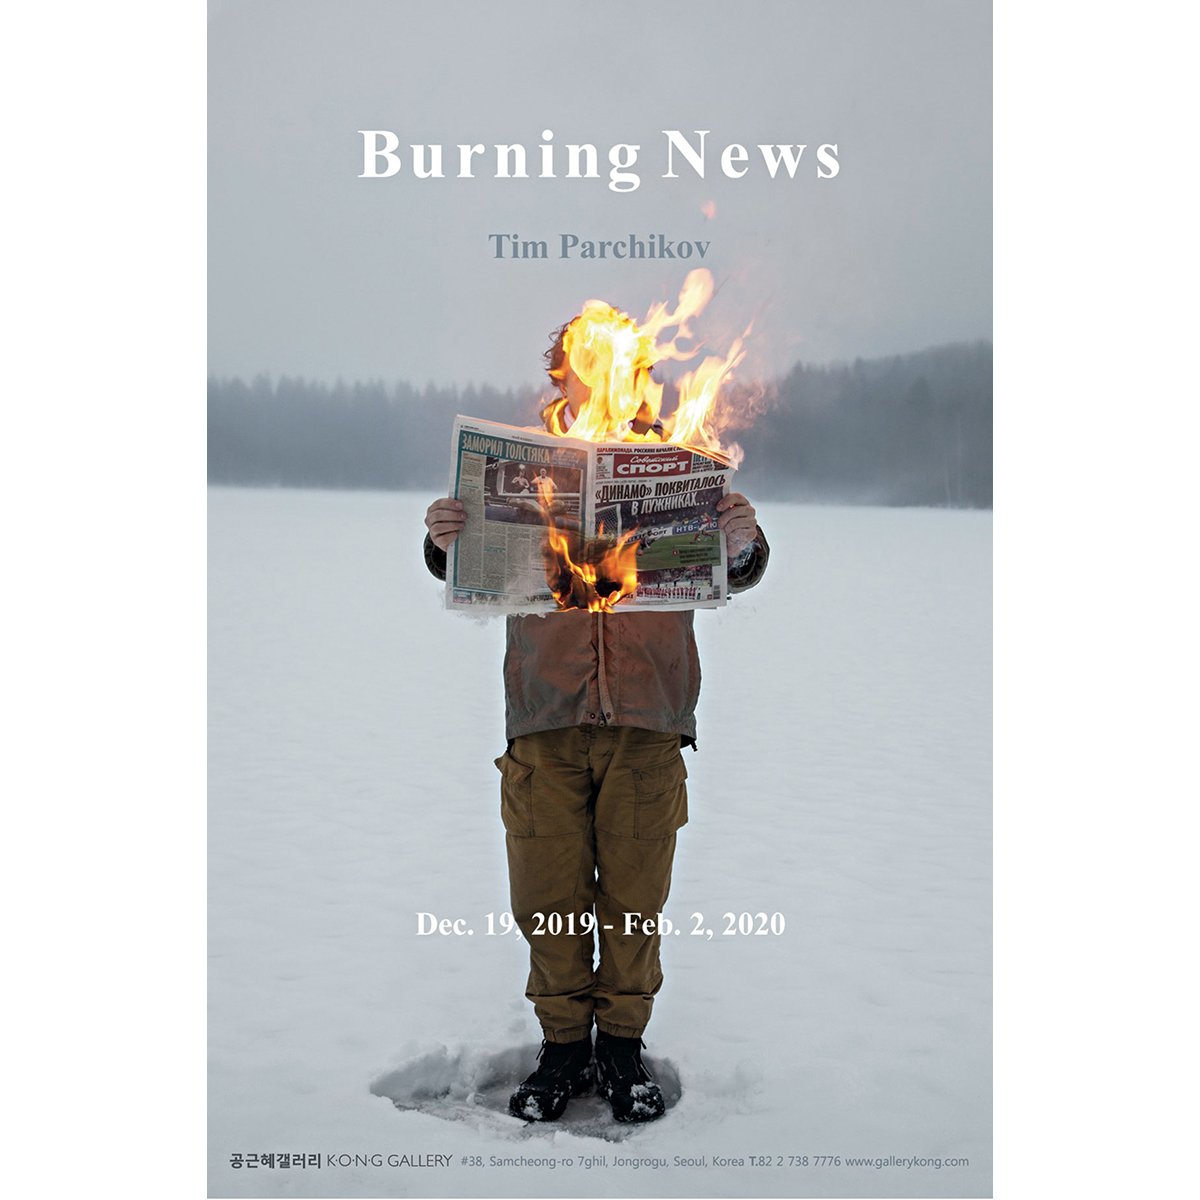 Burning News
Tim Parchikov
ЗАМОРИЛ ТОЛСТЯКА
Советский
СПОРТ
«ДИНАМО» ПОКВИТАЛОСЬ
В ЛУЖНИКАХ...
НТВ
Dec. 19, 2019 - Feb. 2, 2020
공근혜갤러리 K·O·N·G GALLERY #38, Samcheong-ro 7ghil, Jongrogu, Seoul, Korea T.82 2 738 7776 www.gallerykong.com